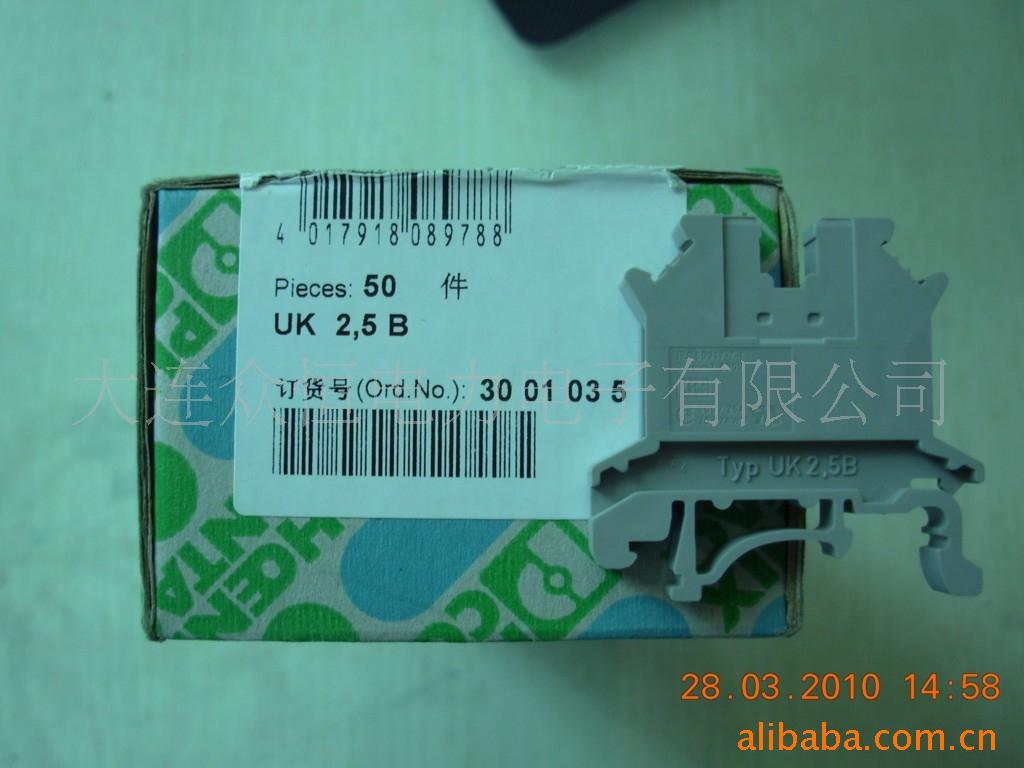 4 017918 089788
Pieces: 50 件
UK 2,5 B
订货号(Ord.No.): 30 01 03 5
大连众恒电力电子有限公司
Typ UK 2,5B
28.03.2010 14:58
alibaba.com.cn